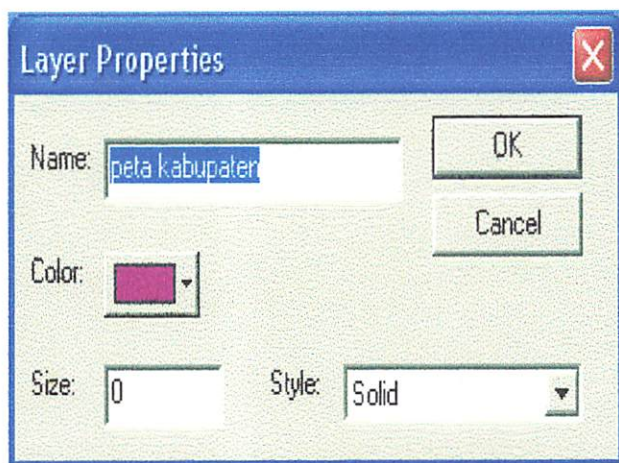 Layer Properties
Name: peta kabupaten
OK
Cancel
Color:
Size: 0
Style: Solid